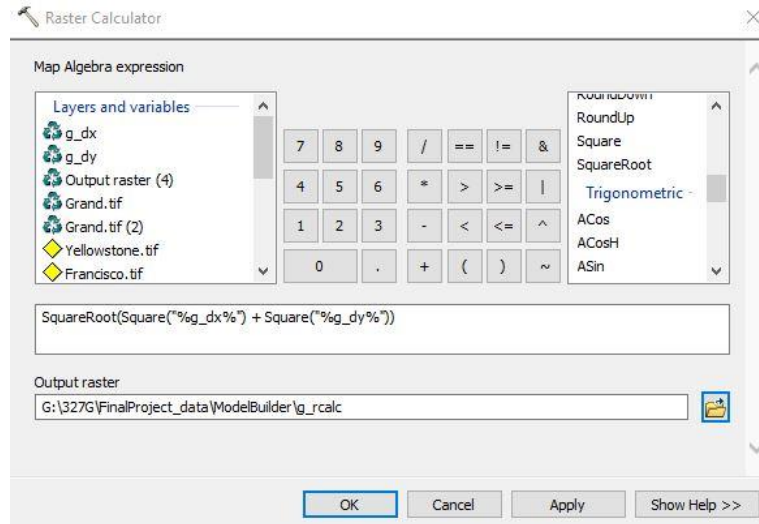 Raster Calculator
Map Algebra expression
Layers and variables
g_dx
g_dy
Output raster (4)
Grand.tif
Grand.tif (2)
Yellowstone.tif
Francisco.tif
7 8 9 / == != &
4 5 6 * > >= |
1 2 3 - < <= ^
0 . + ( ) ~
RoundDown
RoundUp
Square
SquareRoot
Trigonometric
ACos
ACosH
ASin
SquareRoot(Square("%g_dx%") + Square("%g_dy%"))
Output raster
G:\327G\FinalProject_data\ModelBuilder\g_rcalc
OK Cancel Apply Show Help >>